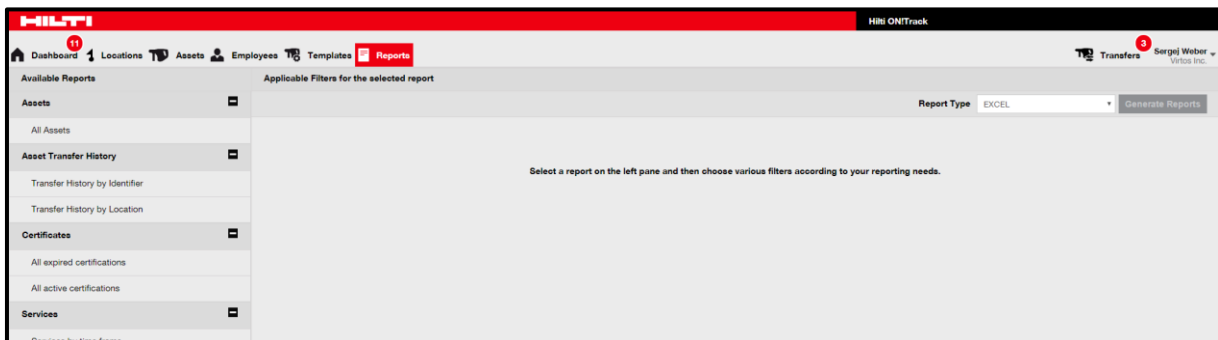 HILTI
Hilti ON!Track
Dashboard 11 Locations Assets Employees Templates Reports
Transfers 3 Sergej Weber
Virtos Inc.
Available Reports
Applicable Filters for the selected report
Assets
Report Type EXCEL Generate Reports
All Assets
Asset Transfer History
Select a report on the left pane and then choose various filters according to your reporting needs.
Transfer History by Identifier
Transfer History by Location
Certificates
All expired certifications
All active certifications
Services